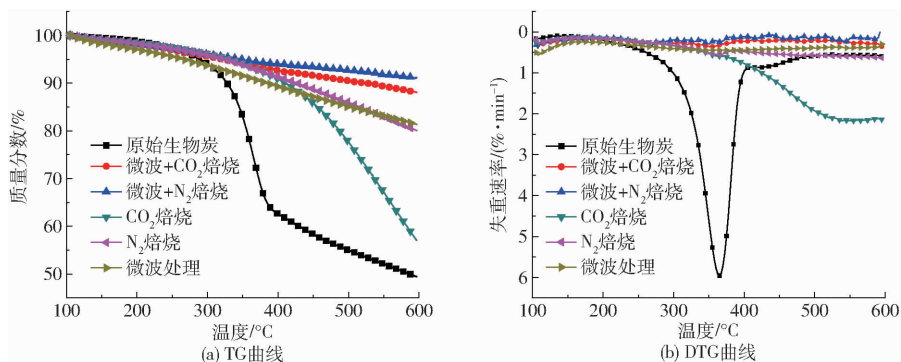 100
90
80
70
60
50
质量分数/%
原始生物炭
微波+CO₂焙烧
微波+N₂焙烧
CO₂焙烧
N₂焙烧
微波处理
100 200 300 400 500 600
温度/°C
(a) TG曲线
0
1
2
3
4
5
6
失重速率/(%·min⁻¹)
原始生物炭
微波+CO₂焙烧
微波+N₂焙烧
CO₂焙烧
N₂焙烧
微波处理
100 200 300 400 500 600
温度/°C
(b) DTG曲线